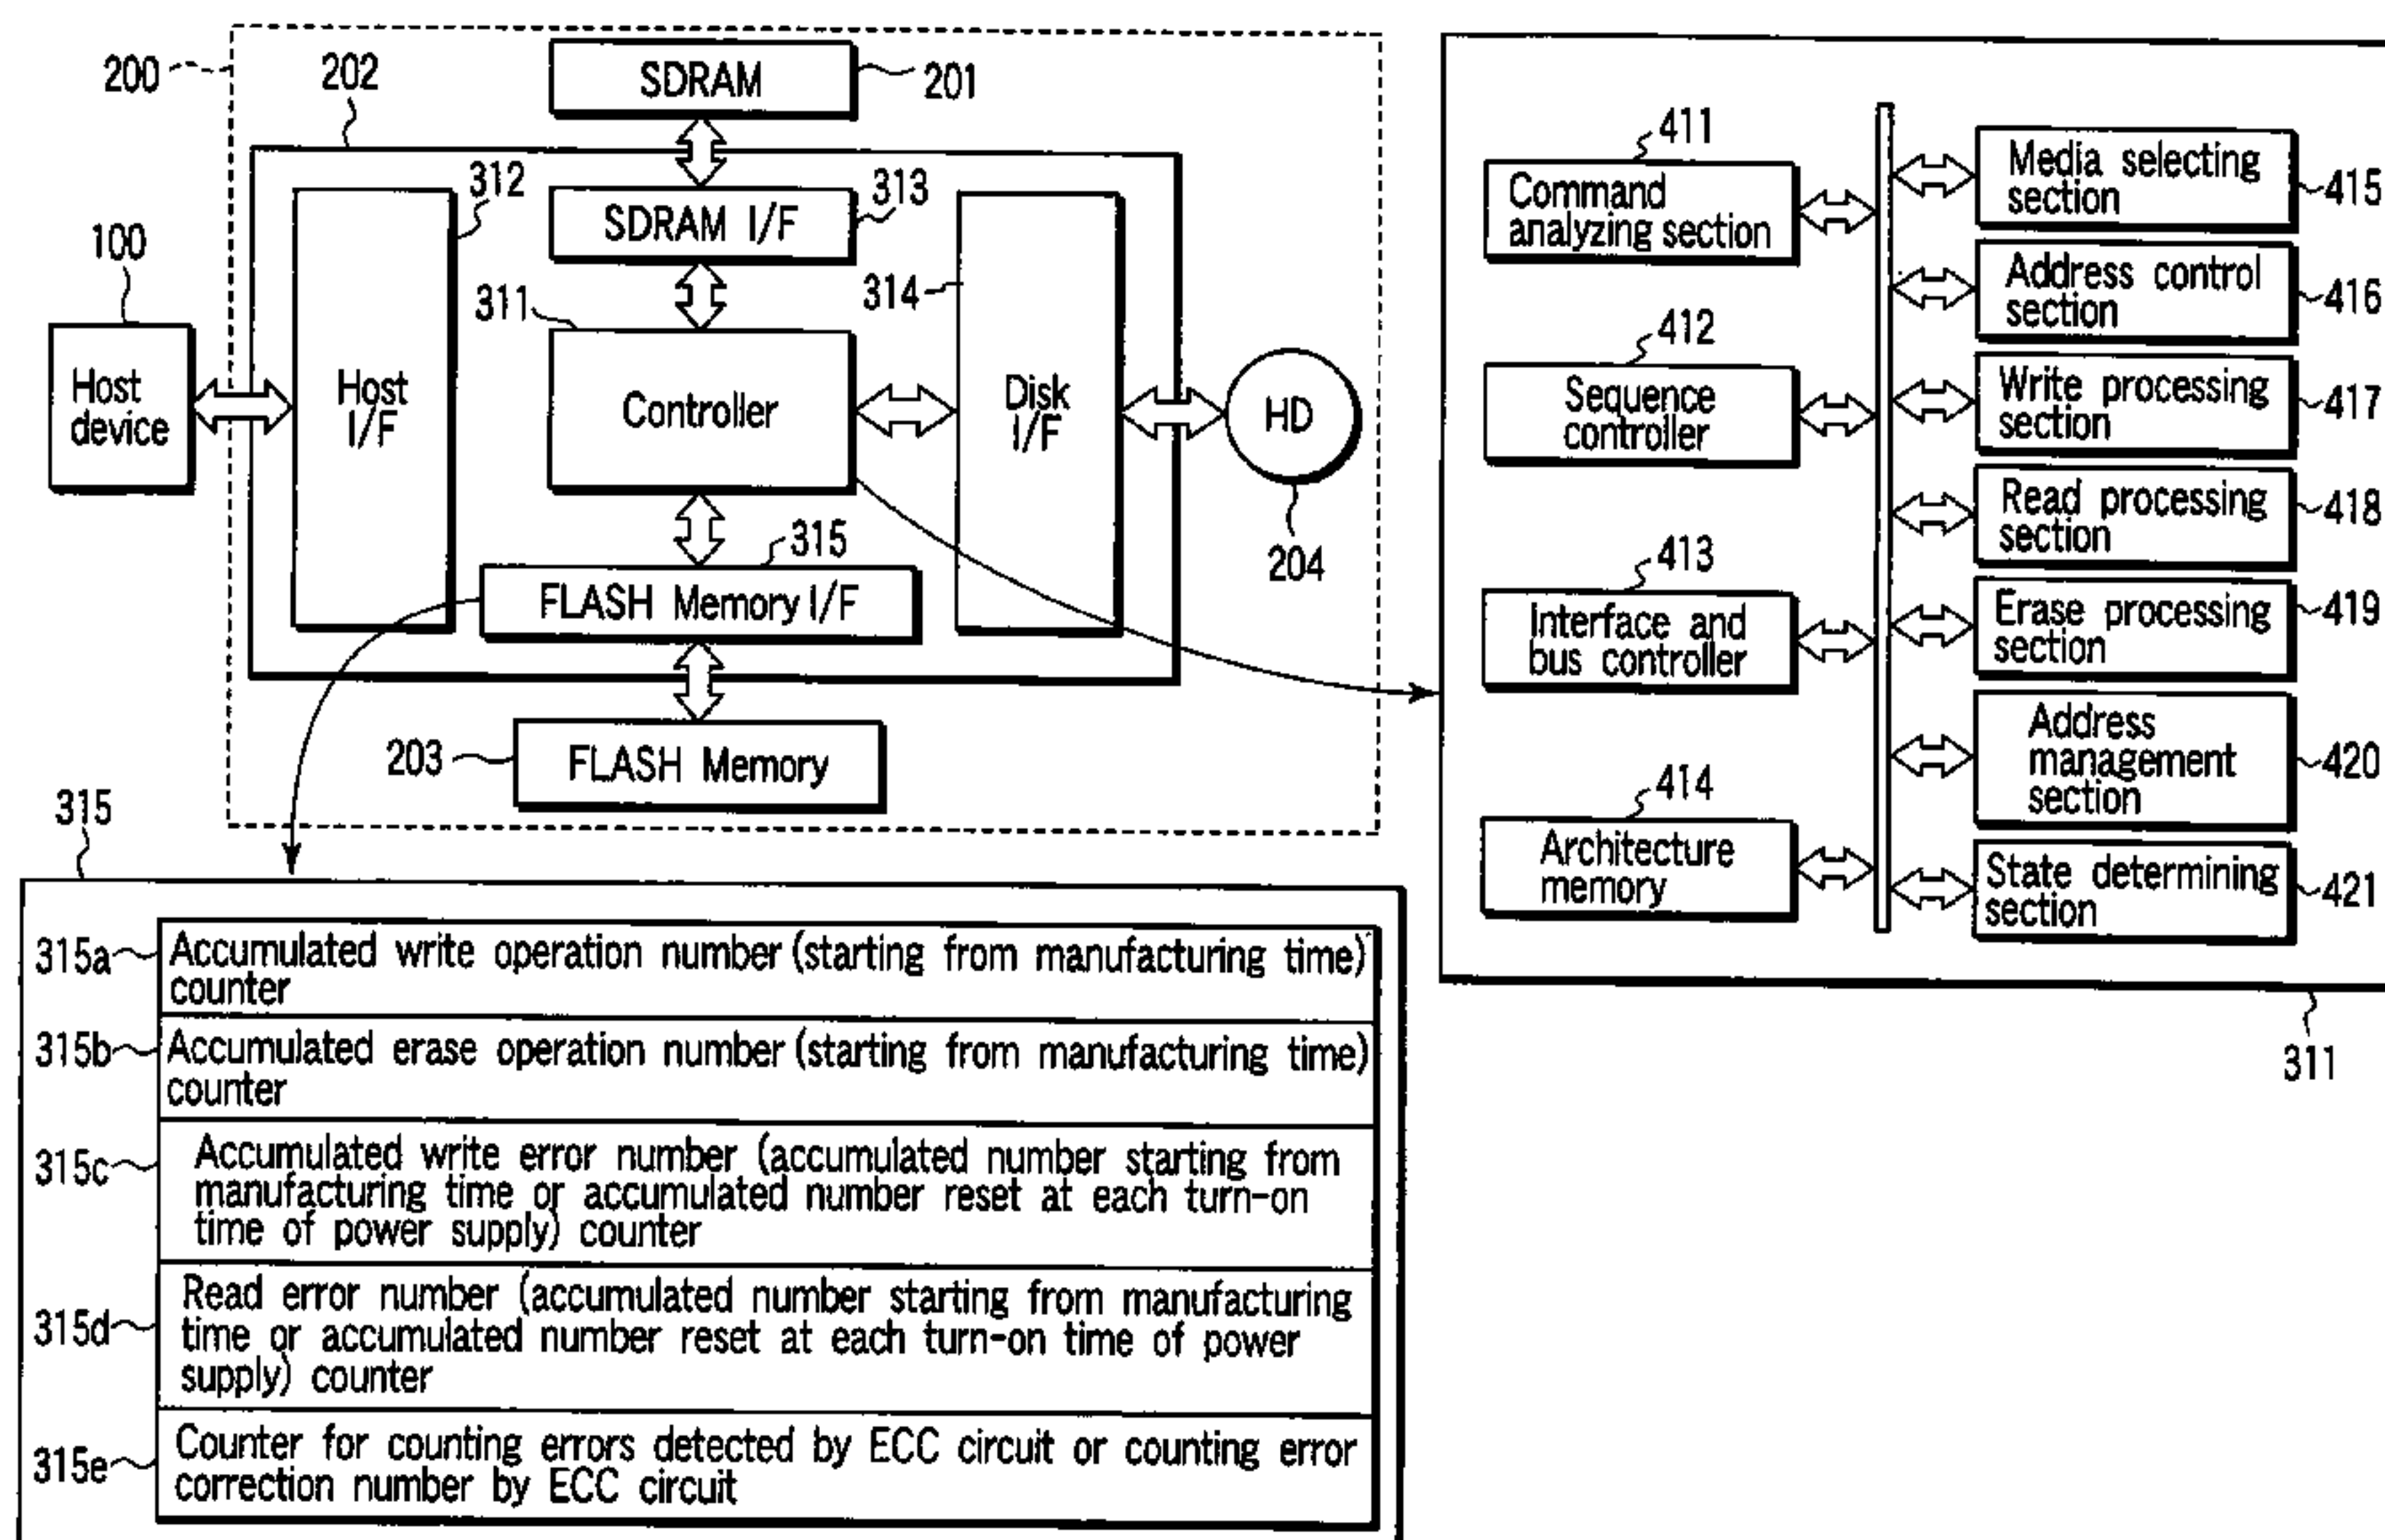 200
202
SDRAM
201
312
SDRAM I/F
313
100
311
314
Host
device
Host
I/F
Controller
Disk
I/F
HD
204
315
FLASH Memory I/F
203
FLASH Memory
411
Command
analyzing section
412
Sequence
controller
413
Interface and
bus controller
414
Architecture
memory
Media selecting
section
415
Address control
section
416
Write processing
section
417
Read processing
section
418
Erase processing
section
419
Address
management
section
420
State determining
section
421
311
315
315a
Accumulated write operation number (starting from manufacturing time)
counter
315b
Accumulated erase operation number (starting from manufacturing time)
counter
315c
Accumulated write error number (accumulated number starting from
manufacturing time or accumulated number reset at each turn-on
time of power supply) counter
315d
Read error number (accumulated number starting from manufacturing
time or accumulated number reset at each turn-on time of power
supply) counter
315e
Counter for counting errors detected by ECC circuit or counting error
correction number by ECC circuit